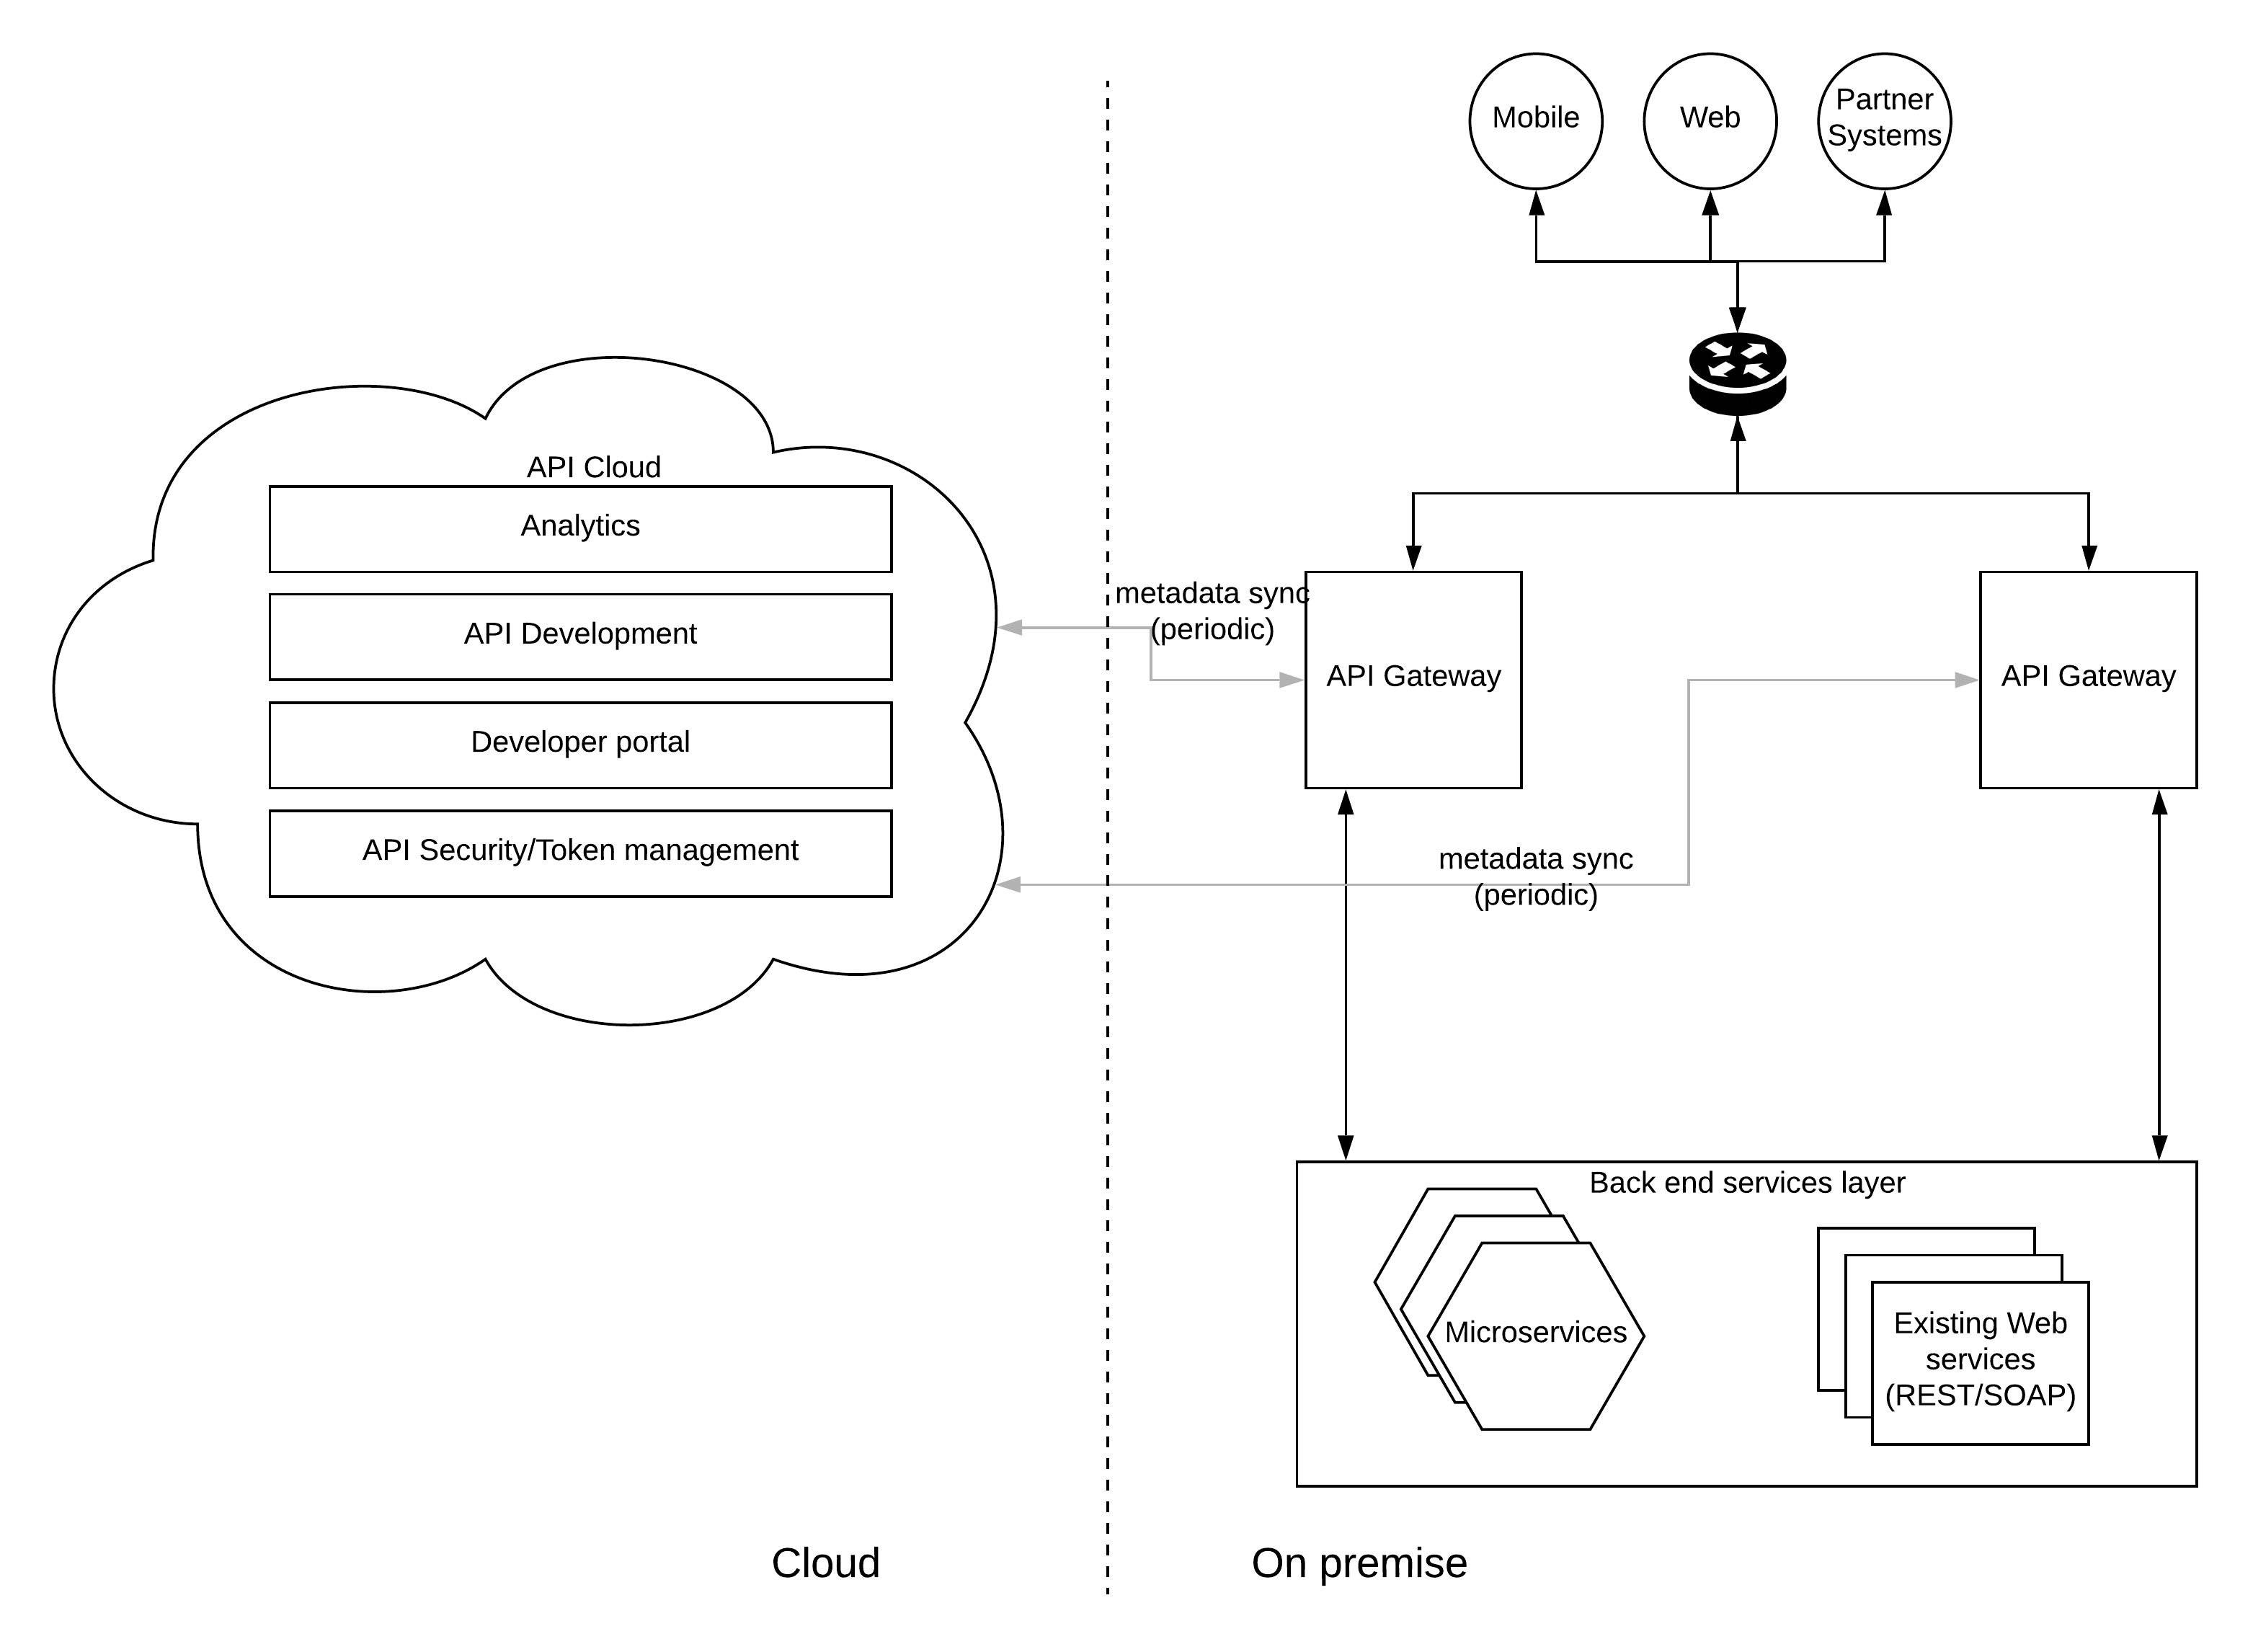 Mobile
Web
Partner
Systems
API Cloud
Analytics
API Development
Developer portal
API Security/Token management
metadata sync
(periodic)
API Gateway
API Gateway
metadata sync
(periodic)
Back end services layer
Microservices
Existing Web
services
(REST/SOAP)
Cloud
On premise